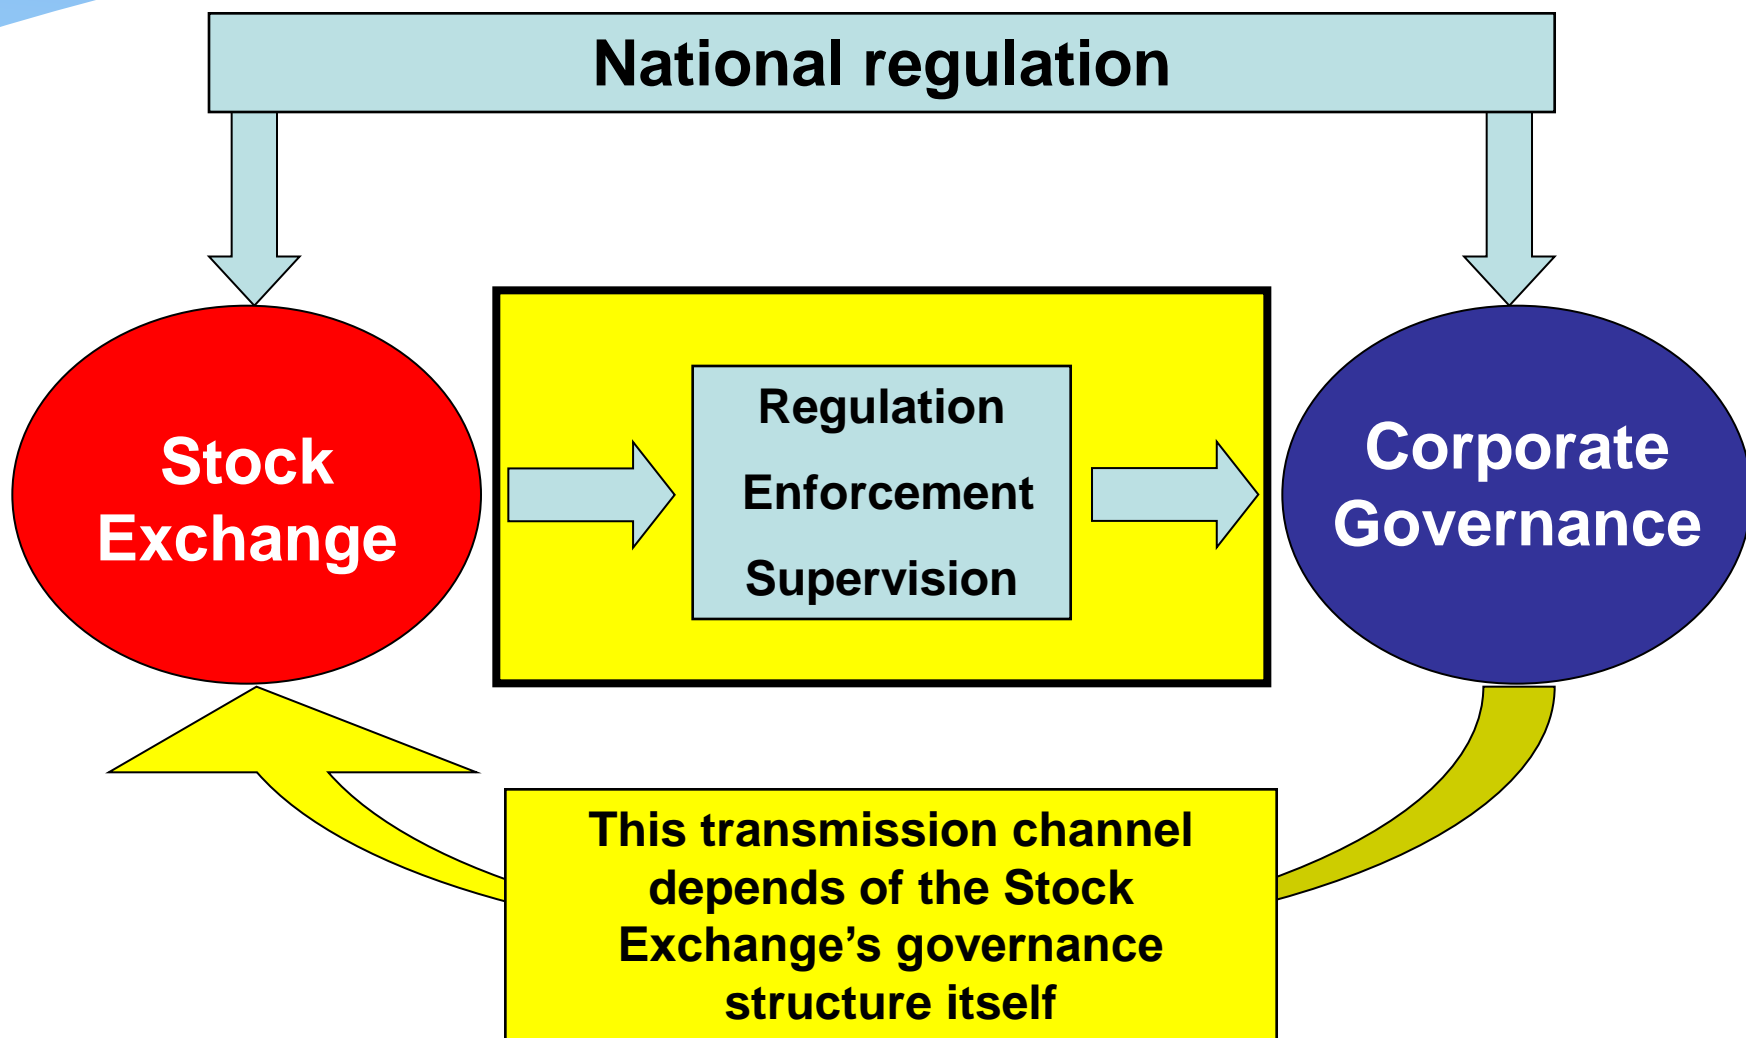 National regulation
Stock
Exchange
Regulation
Enforcement
Supervision
Corporate
Governance
This transmission channel
depends of the Stock
Exchange’s governance
structure itself